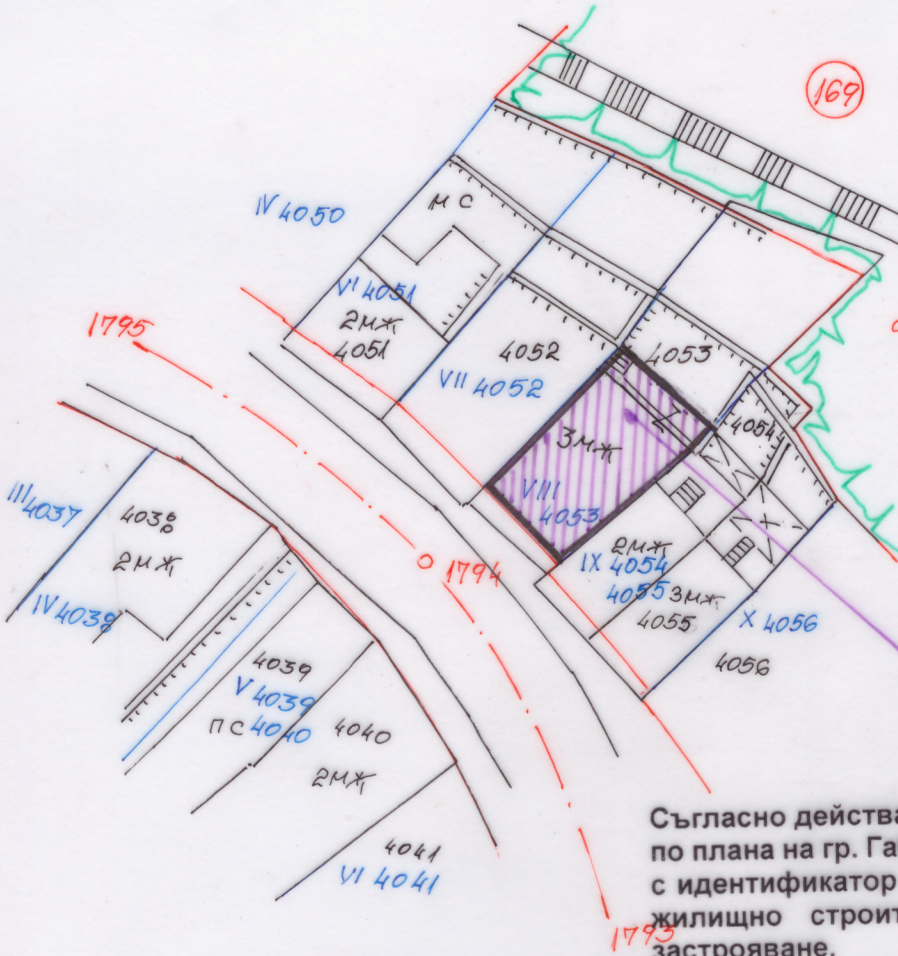 169
IV 4050
МС
VI 4051
2МЖ
4051
1795
4052
VII 4052
4053
4054
3МЖ
VIII
4053
III 4037
4038
2МЖ
IV 4038
1794
2МЖ
IX 4054
4055 3МЖ
4055
X 4056
4056
4039
V 4039
ПС 4040
4040
2МЖ
4041
VI 4041
1793
Съгласно действа
по плана на гр. Га
с идентификатор
жилищно строит
застрояване.